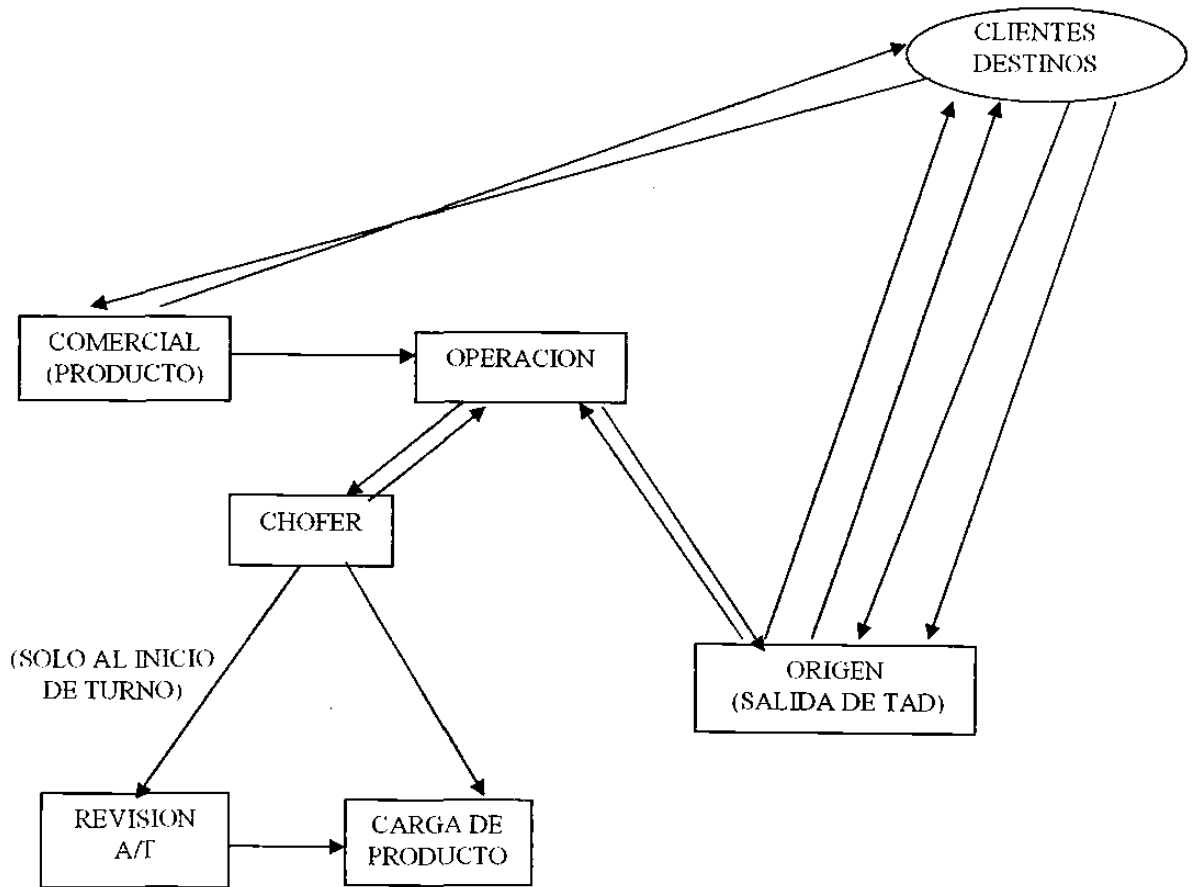 CLIENTES
DESTINOS
COMERCIAL
(PRODUCTO)
OPERACION
CHOFER
(SOLO AL INICIO
DE TURNO)
ORIGEN
(SALIDA DE TAD)
REVISION
A/T
CARGA DE
PRODUCTO